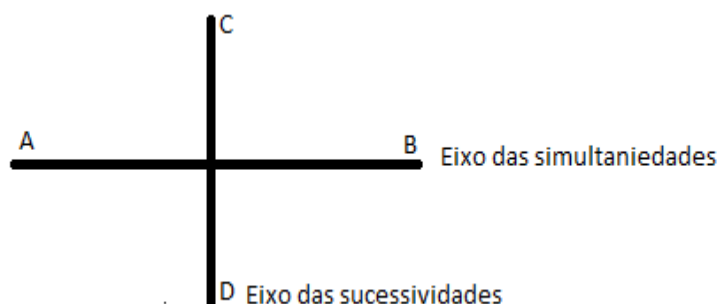 C
A
B Eixo das simultaniedades
D Eixo das sucessividades